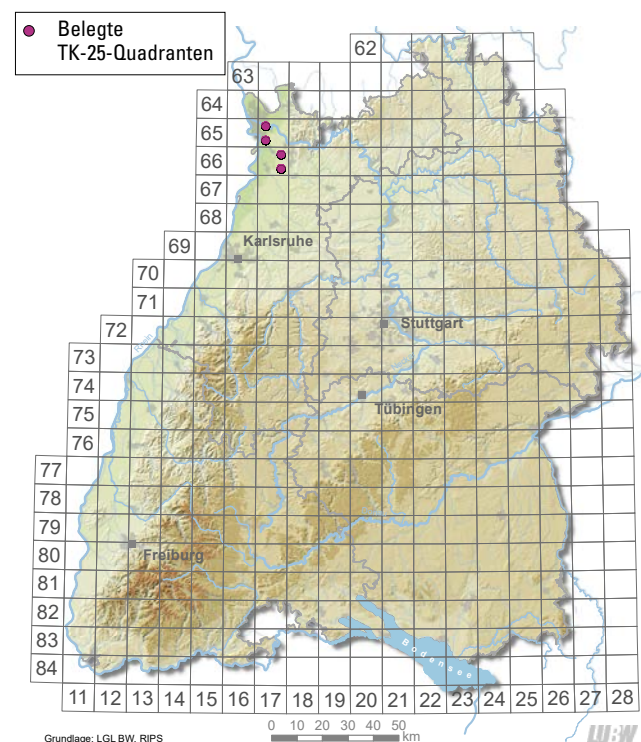 Belegte
TK-25-Quadranten
62
63
64
65
66
67
68
69
Karlsruhe
70
71
72
Rhein
Stuttgart
73
74
Tübingen
75
76
77
78
79
Freiburg
80
81
82
83
Bodensee
84
11 12 13 14 15 16 17 18 19 20 21 22 23 24 25 26 27 28
0 10 20 30 40 50
km
Grundlage: LGL BW, RIPS
LUBW